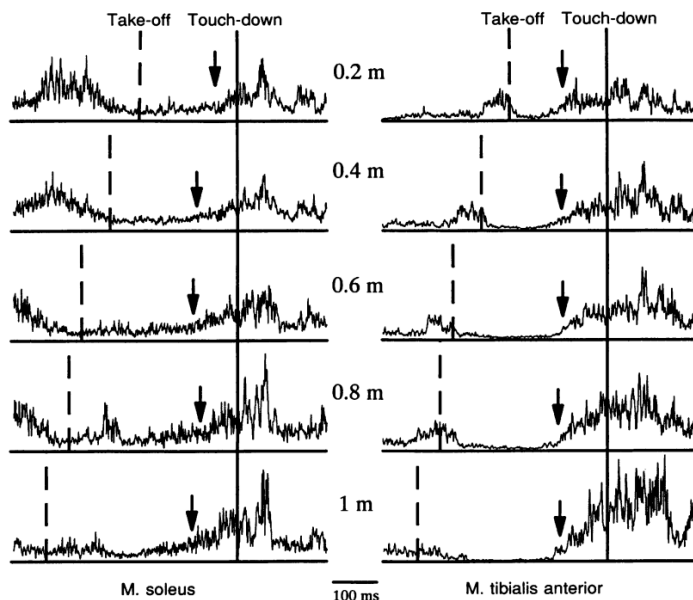 Take-off Touch-down Take-off Touch-down
0.2 m
0.4 m
0.6 m
0.8 m
1 m
M. soleus 100 ms M. tibialis anterior